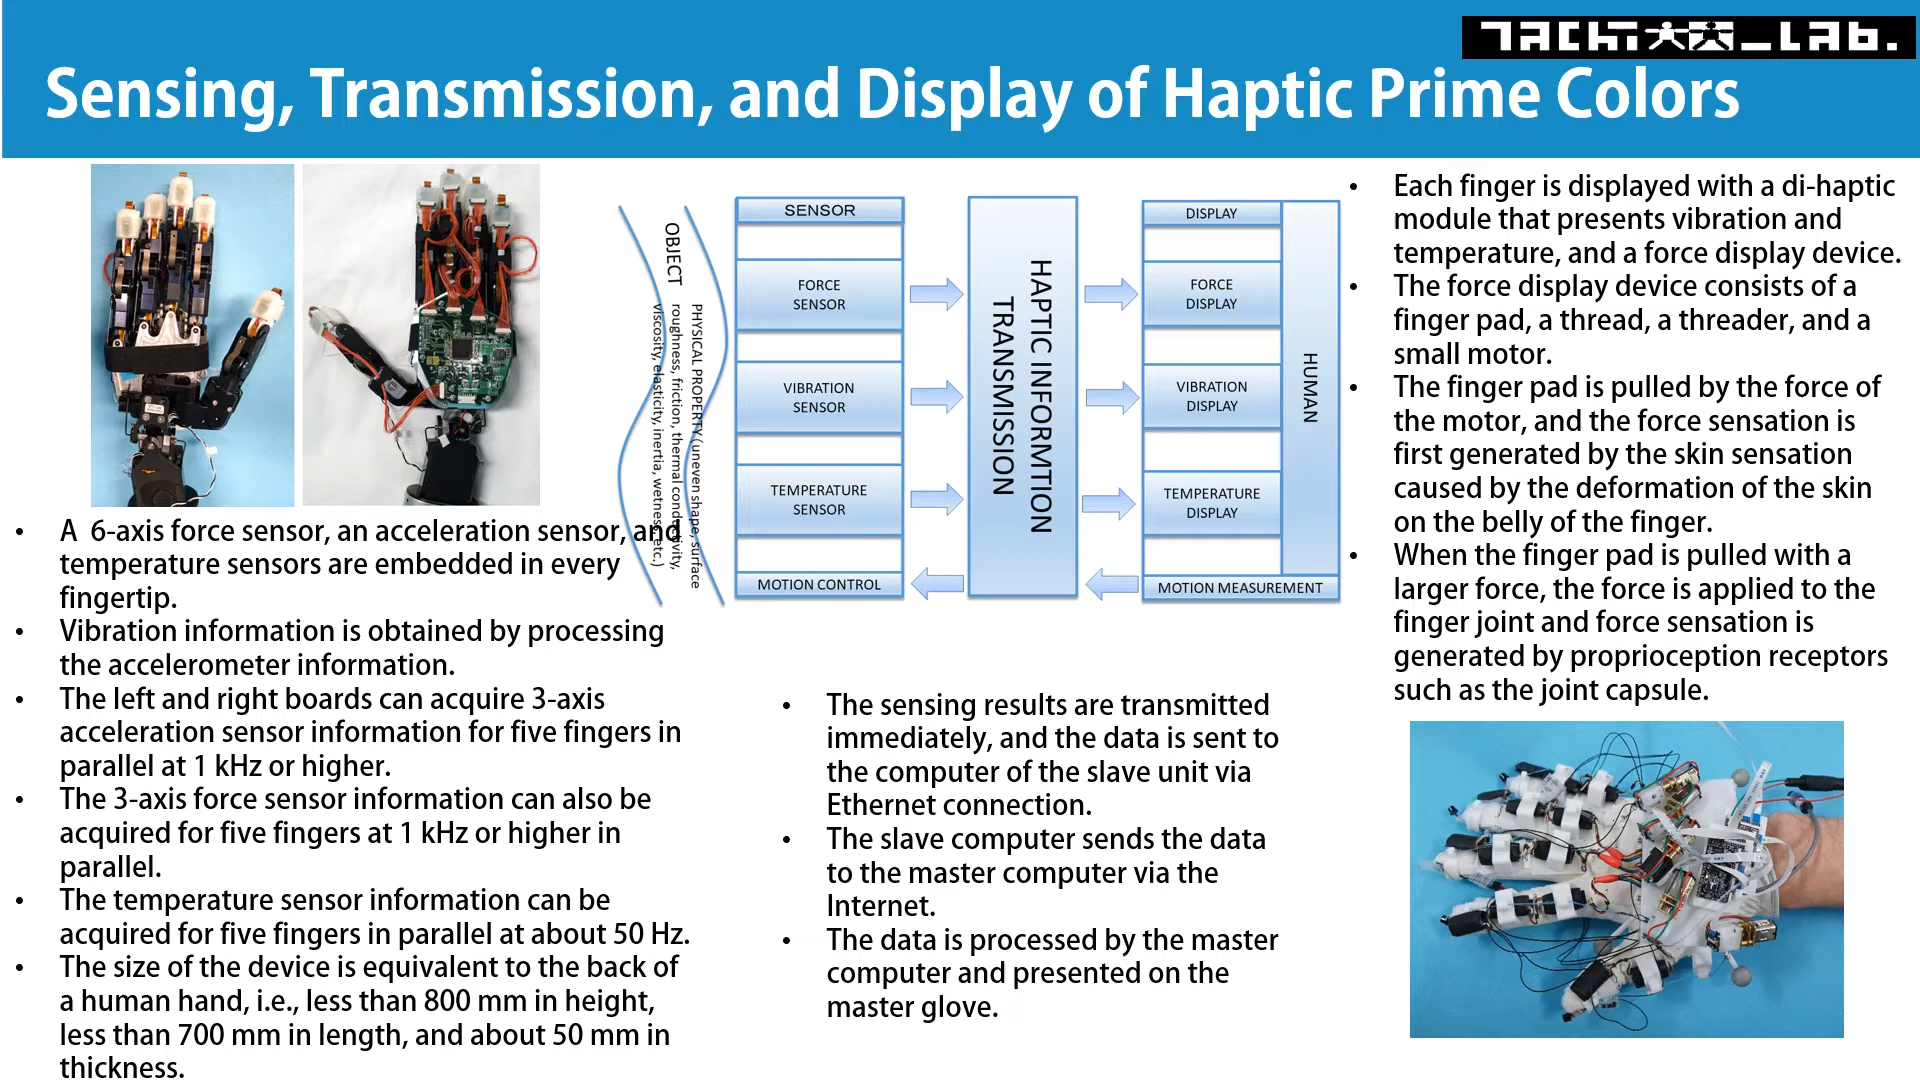 TACHI_LAB.
Sensing, Transmission, and Display of Haptic Prime Colors
• A 6-axis force sensor, an acceleration sensor, and
temperature sensors are embedded in every
fingertip.
• Vibration information is obtained by processing
the accelerometer information.
• The left and right boards can acquire 3-axis
acceleration sensor information for five fingers in
parallel at 1 kHz or higher.
• The 3-axis force sensor information can also be
acquired for five fingers at 1 kHz or higher in
parallel.
• The temperature sensor information can be
acquired for five fingers in parallel at about 50 Hz.
• The size of the device is equivalent to the back of
a human hand, i.e., less than 800 mm in height,
less than 700 mm in length, and about 50 mm in
thickness.
OBJECT
PHYSICAL PROPERTY (uneven shape, surface
roughness, friction, thermal conductivity,
viscosity, elasticity, inertia, wetness, etc.)
SENSOR
FORCE
SENSOR
VIBRATION
SENSOR
TEMPERATURE
SENSOR
MOTION CONTROL
HAPTIC INFORMTION
TRANSMISSION
DISPLAY
FORCE
DISPLAY
VIBRATION
DISPLAY
TEMPERATURE
DISPLAY
HUMAN
MOTION MEASUREMENT
• The sensing results are transmitted
immediately, and the data is sent to
the computer of the slave unit via
Ethernet connection.
• The slave computer sends the data
to the master computer via the
Internet.
• The data is processed by the master
computer and presented on the
master glove.
• Each finger is displayed with a di-haptic
module that presents vibration and
temperature, and a force display device.
• The force display device consists of a
finger pad, a thread, a threader, and a
small motor.
• The finger pad is pulled by the force of
the motor, and the force sensation is
first generated by the skin sensation
caused by the deformation of the skin
on the belly of the finger.
• When the finger pad is pulled with a
larger force, the force is applied to the
finger joint and force sensation is
generated by proprioception receptors
such as the joint capsule.